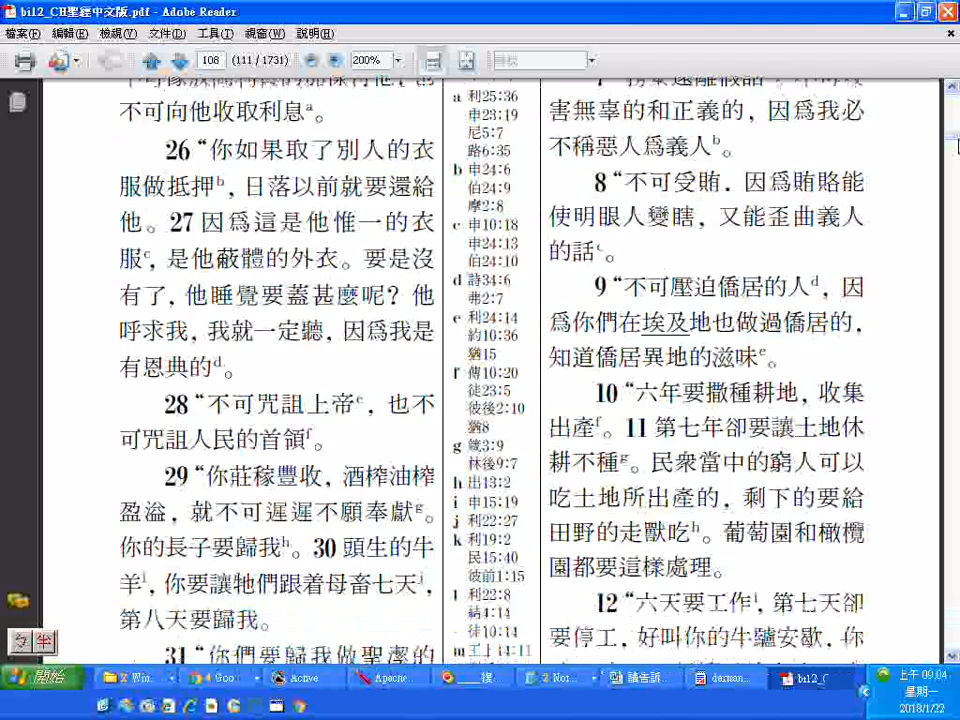 bi12_CH聖經中文版.pdf - Adobe Reader
檔案(F) 編輯(E) 檢視(V) 文件(D) 工具(T) 視窗(W) 說明(H)
108 (111 / 1731) 200%
不可向他收取利息a。
26 “你如果取了別人的衣
服做抵押b, 日落以前就要還給
他。27 因爲這是他惟一的衣
服c, 是他蔽體的外衣。要是沒
有了, 他睡覺要蓋甚麼呢? 他
呼求我, 我就一定聽, 因爲我是
有恩典的d。
28 “不可咒詛上帝e, 也不
可咒詛人民的首領f。
29 “你莊稼豐收, 酒榨油榨
盈溢, 就不可遲遲不願奉獻g。
你的長子要歸我h。30 頭生的牛
羊i, 你要讓牠們跟着母畜七天j,
第八天要歸我。
31 “你們要歸我做聖潔的
a 利25:36
申23:19
尼5:7
路6:35
b 申24:6
伯24:9
摩2:8
c 申10:18
申24:13
伯24:10
d 詩34:6
弗2:7
e 利24:14
約10:36
猶15
f 傳10:20
徒23:5
彼後2:10
猶8
g 箴3:9
林後9:7
h 出13:2
i 申15:19
j 利22:27
k 利19:2
民15:40
彼前1:15
l 利22:8
結4:14
徒10:14
m 王上14:11
害無辜的和正義的, 因爲我必
不稱惡人爲義人b。
8 “不可受賄, 因爲賄賂能
使明眼人變瞎, 又能歪曲義人
的話c。
9 “不可壓迫僑居的人d, 因
爲你們在埃及地也做過僑居的,
知道僑居異地的滋味e。
10 “六年要撒種耕地, 收集
出產f。11 第七年卻要讓土地休
耕不種g。民衆當中的窮人可以
吃土地所出產的, 剩下的要給
田野的走獸吃h。葡萄園和橄欖
園都要這樣處理。
12 “六天要工作i, 第七天卻
要停工, 好叫你的牛驢安歇, 你
ㄅ 半
開始 2 Win... 4 Goo Active Apache 2 Nor... bi12_C
上午 09:04
星期一
2018/1/22